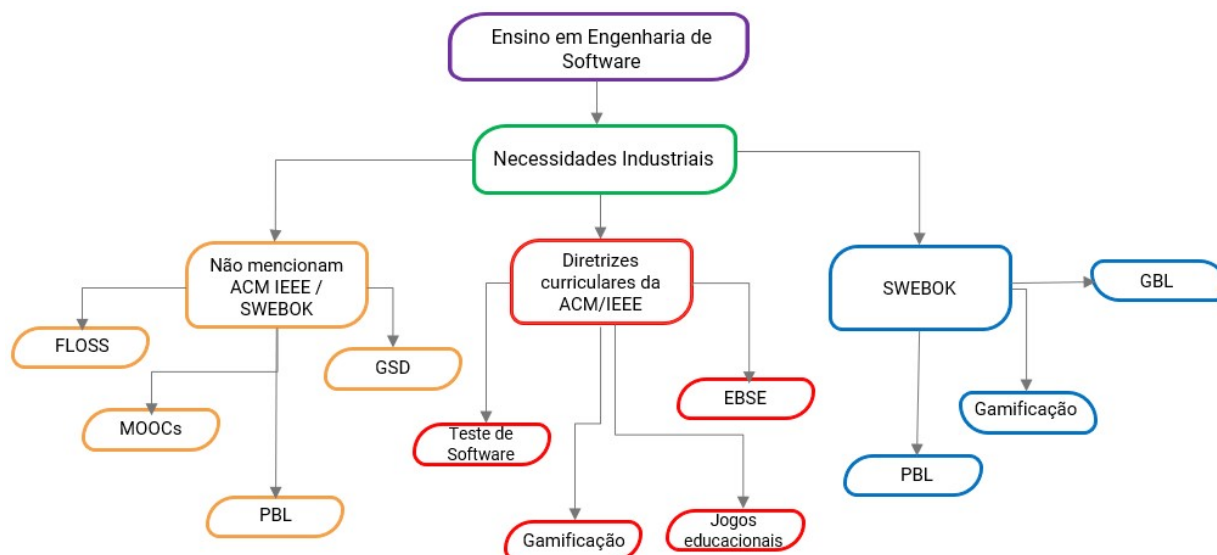 Ensino em Engenharia de
Software
Necessidades Industriais
Não mencionam
ACM IEEE /
SWEBOK
Diretrizes
curriculares da
ACM/IEEE
SWEBOK
GBL
FLOSS
GSD
EBSE
Gamificação
MOOCs
Teste de
Software
PBL
PBL
Gamificação
Jogos
educacionais